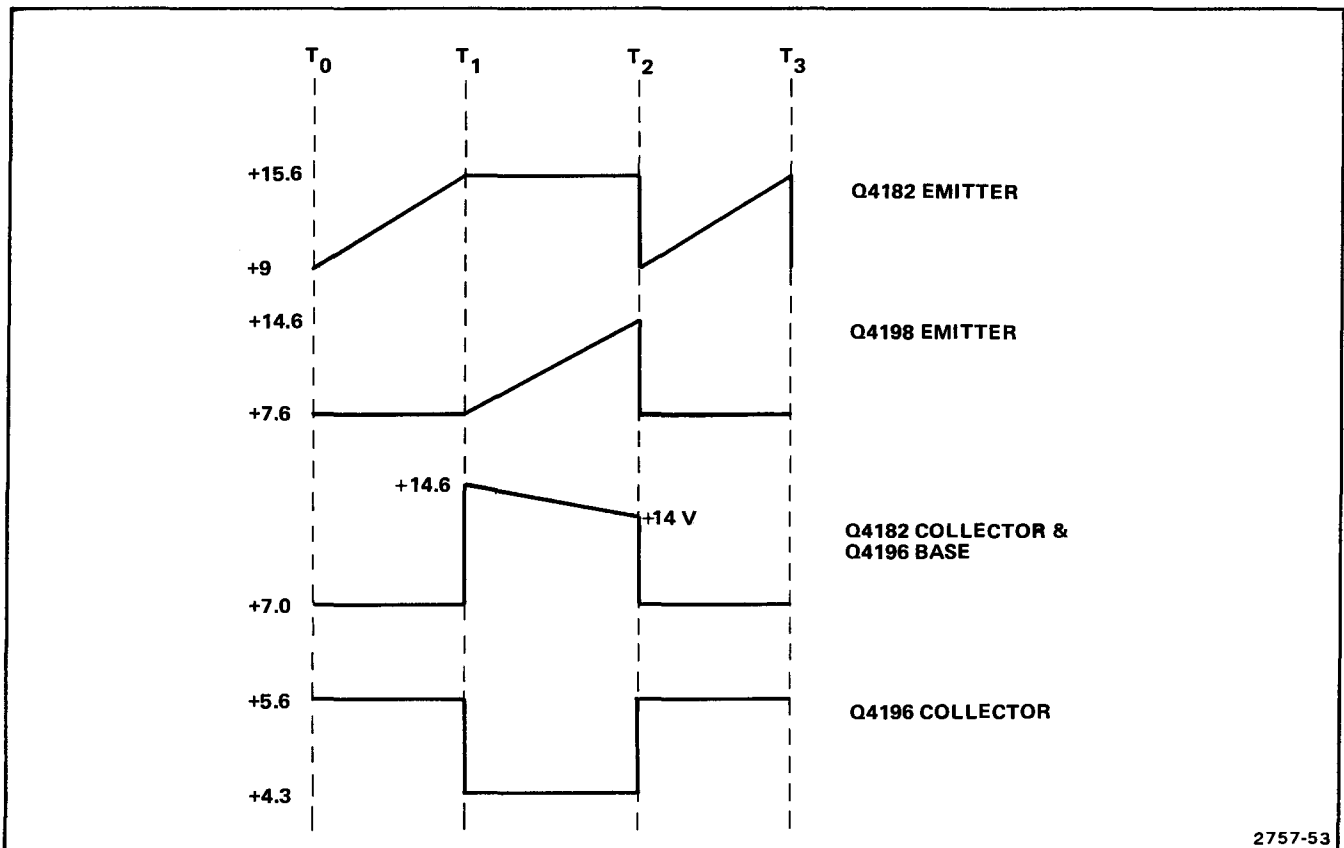 T0 T1 T2 T3
+15.6
Q4182 EMITTER
+9
+14.6
Q4198 EMITTER
+7.6
+14.6
+14 V
Q4182 COLLECTOR &
Q4196 BASE
+7.0
+5.6
Q4196 COLLECTOR
+4.3
2757-53